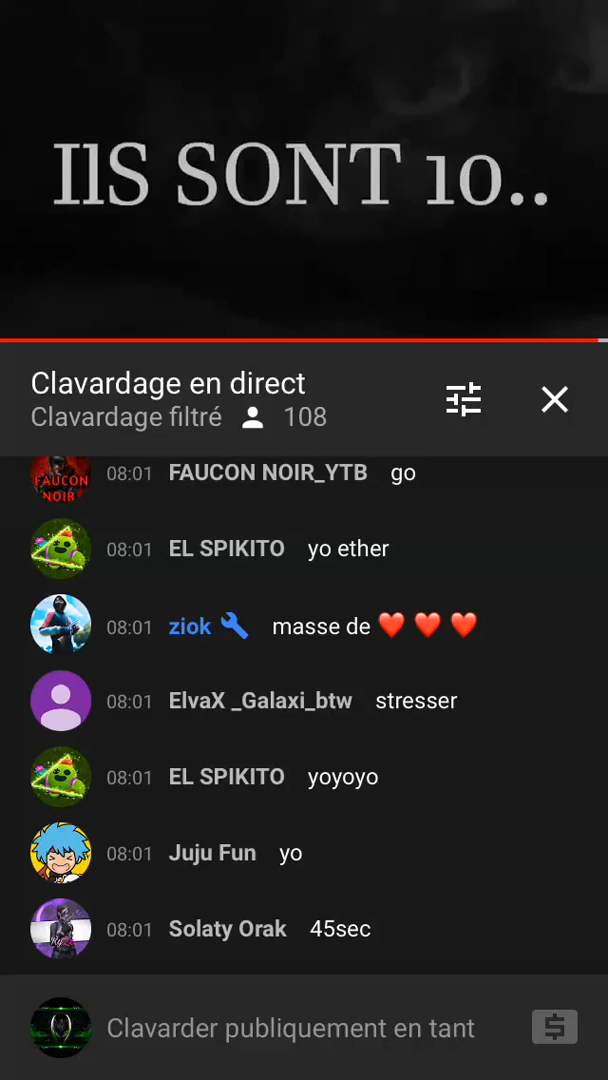 IlS SONT 10..
Clavardage en direct
Clavardage filtré 108
FAUCON
NOIR
08:01 FAUCON NOIR_YTB go
08:01 EL SPIKITO yo ether
08:01 ziok masse de ❤️ ❤️ ❤️
08:01 ElvaX _Galaxi_btw stresser
08:01 EL SPIKITO yoyoyo
08:01 Juju Fun yo
08:01 Solaty Orak 45sec
Clavarder publiquement en tant